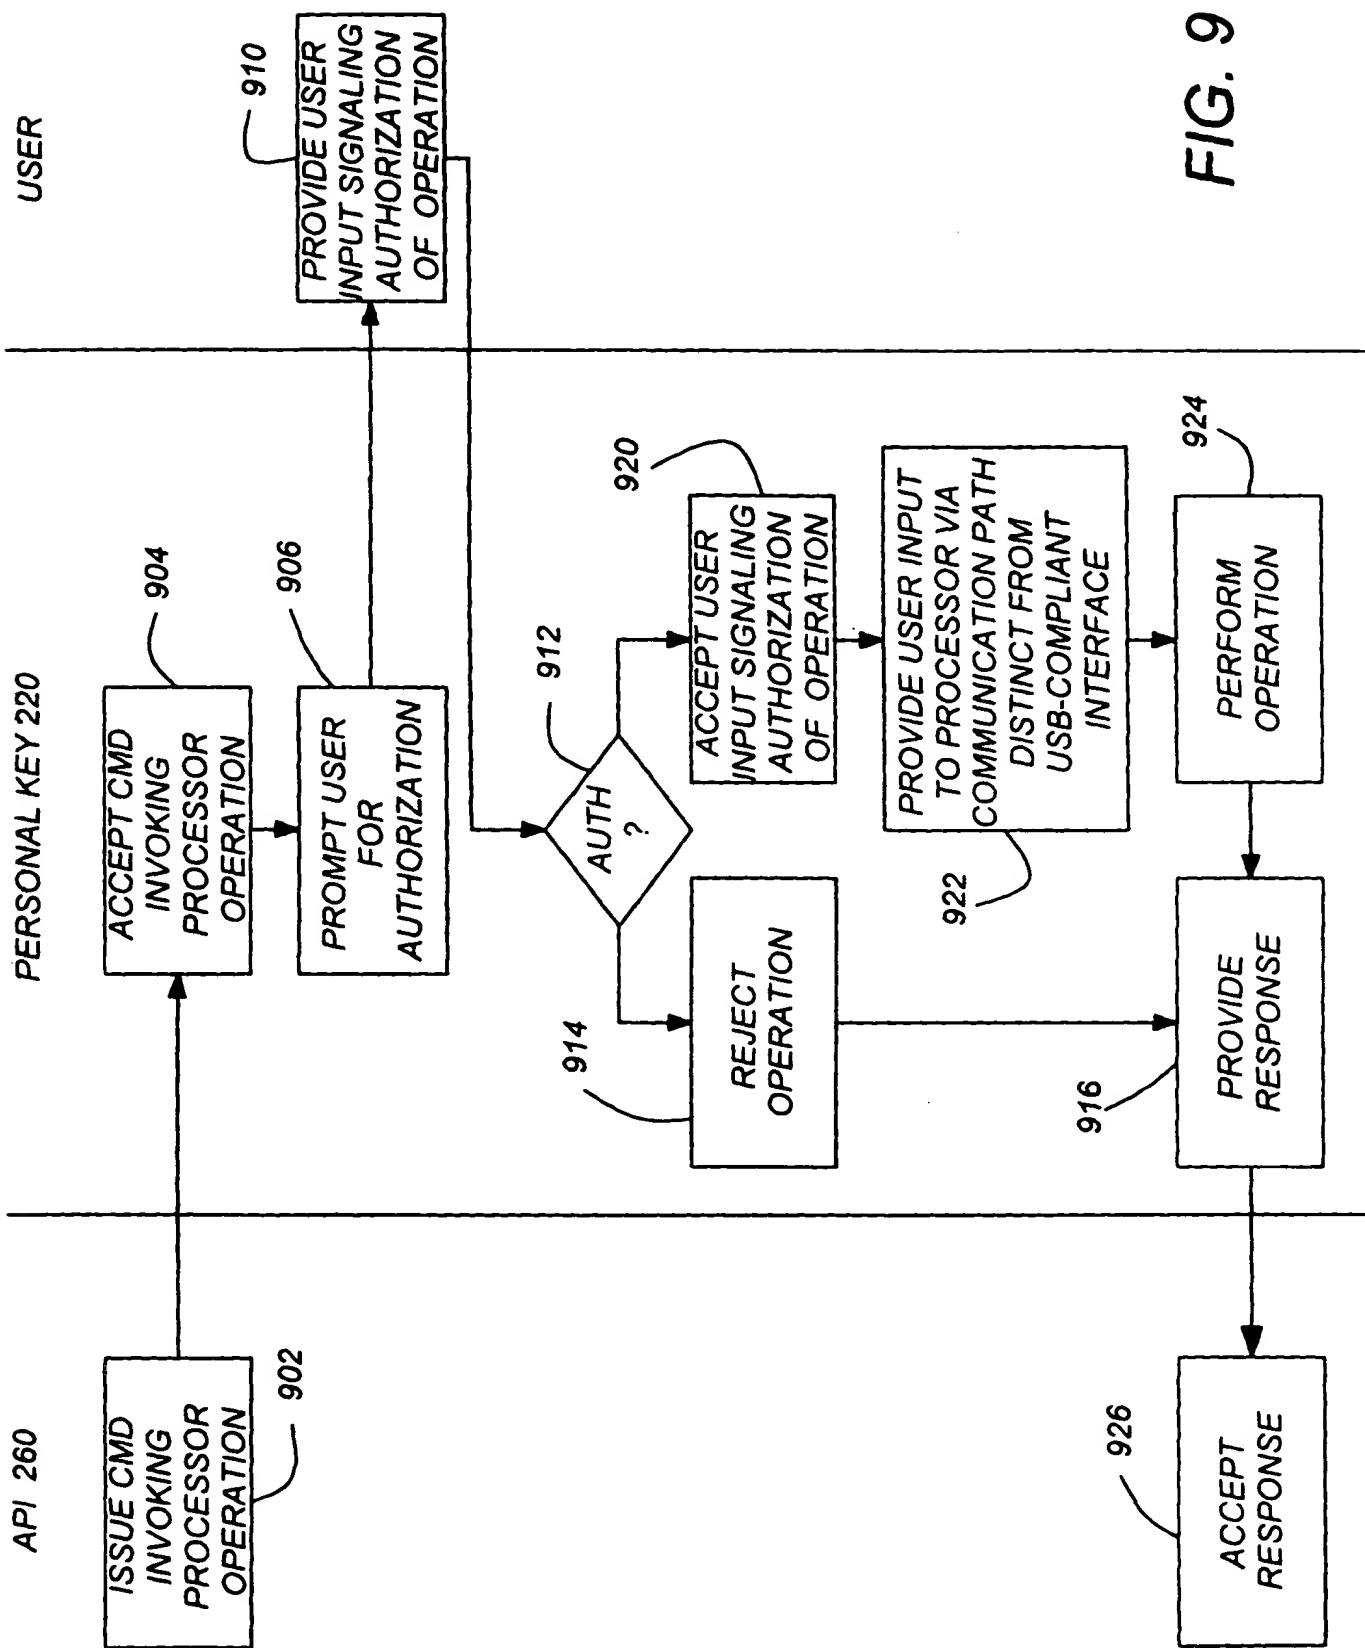 API 260
PERSONAL KEY 220
USER
ISSUE CMD
INVOKING
PROCESSOR
OPERATION
902
ACCEPT CMD
INVOKING
PROCESSOR
OPERATION
904
PROMPT USER
FOR
AUTHORIZATION
906
PROVIDE USER
INPUT SIGNALING
AUTHORIZATION
OF OPERATION
910
AUTH
?
912
REJECT
OPERATION
914
ACCEPT USER
INPUT SIGNALING
AUTHORIZATION
OF OPERATION
920
PROVIDE USER INPUT
TO PROCESSOR VIA
COMMUNICATION PATH
DISTINCT FROM
USB-COMPLIANT
INTERFACE
922
PERFORM
OPERATION
924
PROVIDE
RESPONSE
916
ACCEPT
RESPONSE
926
FIG. 9